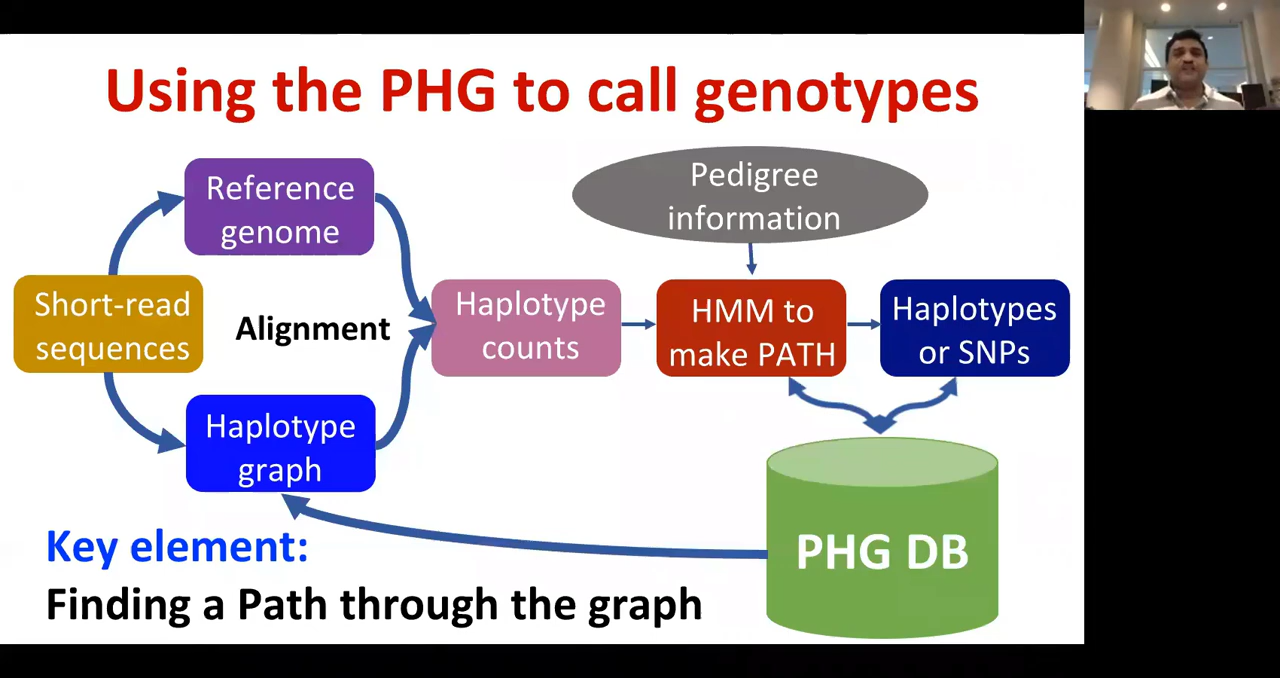 Using the PHG to call genotypes
Reference
genome
Pedigree
information
Short-read
sequences
Alignment
Haplotype
counts
HMM to
make PATH
Haplotypes
or SNPs
Haplotype
graph
PHG DB
Key element:
Finding a Path through the graph